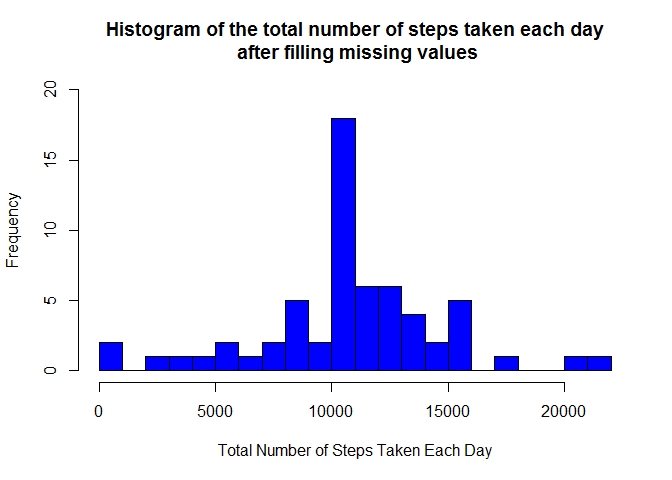 Histogram of the total number of steps taken each day
after filling missing values
Frequency
20
15
10
5
0
0 5000 10000 15000 20000
Total Number of Steps Taken Each Day